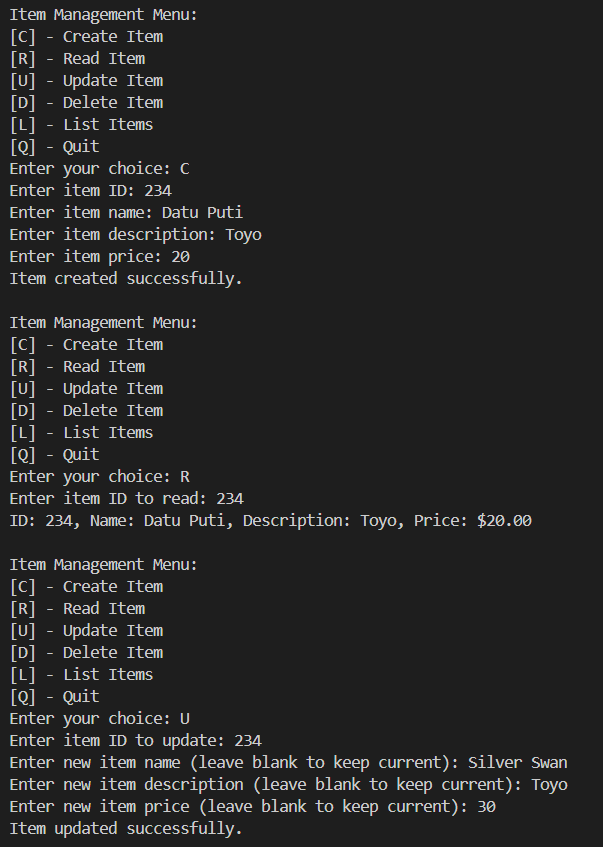 Item Management Menu:
[C] - Create Item
[R] - Read Item
[U] - Update Item
[D] - Delete Item
[L] - List Items
[Q] - Quit
Enter your choice: C
Enter item ID: 234
Enter item name: Datu Puti
Enter item description: Toyo
Enter item price: 20
Item created successfully.

Item Management Menu:
[C] - Create Item
[R] - Read Item
[U] - Update Item
[D] - Delete Item
[L] - List Items
[Q] - Quit
Enter your choice: R
Enter item ID to read: 234
ID: 234, Name: Datu Puti, Description: Toyo, Price: $20.00

Item Management Menu:
[C] - Create Item
[R] - Read Item
[U] - Update Item
[D] - Delete Item
[L] - List Items
[Q] - Quit
Enter your choice: U
Enter item ID to update: 234
Enter new item name (leave blank to keep current): Silver Swan
Enter new item description (leave blank to keep current): Toyo
Enter new item price (leave blank to keep current): 30
Item updated successfully.